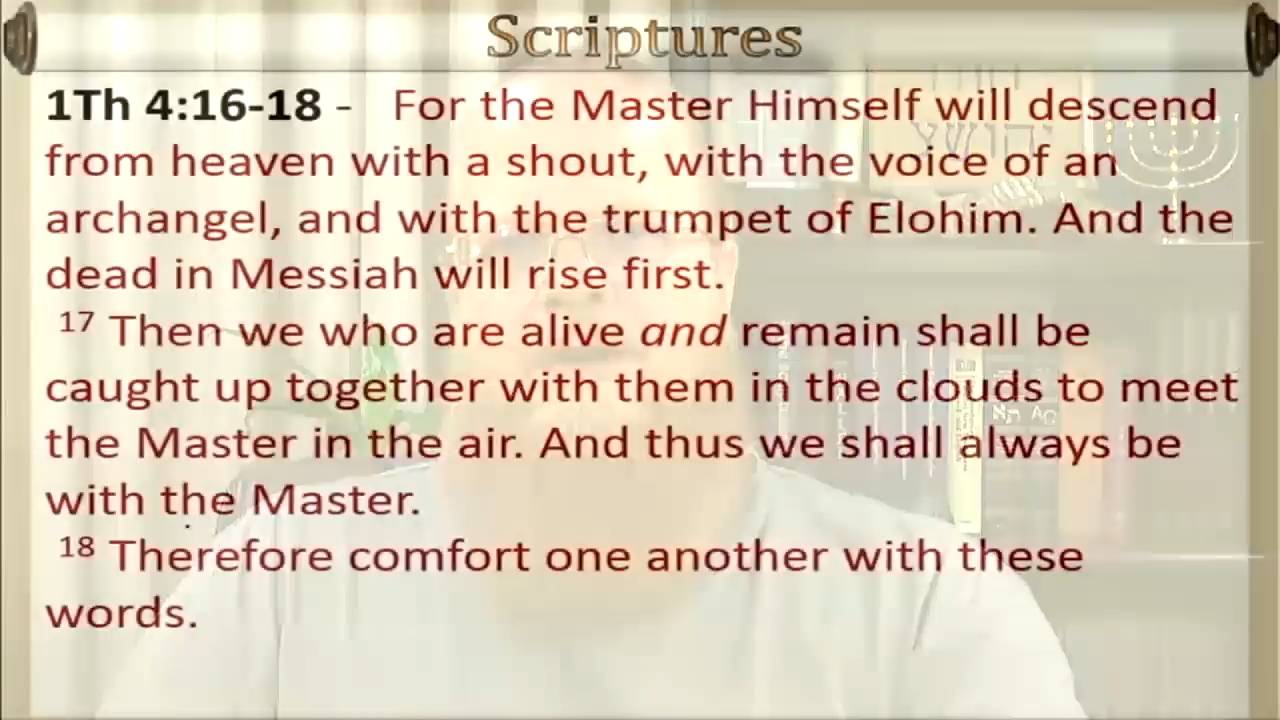 Scriptures
1Th 4:16-18 - For the Master Himself will descend
from heaven with a shout, with the voice of an
archangel, and with the trumpet of Elohim. And the
dead in Messiah will rise first.
17 Then we who are alive and remain shall be
caught up together with them in the clouds to meet
the Master in the air. And thus we shall always be
with the Master.
18 Therefore comfort one another with these
words.